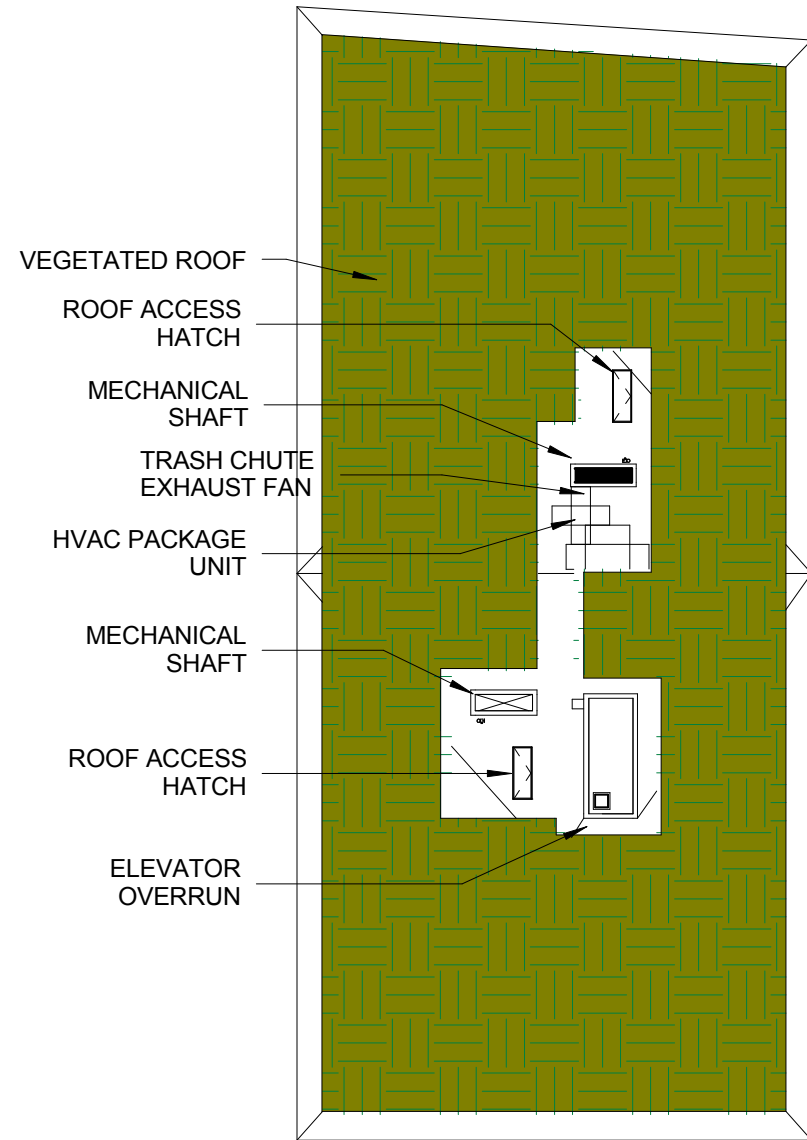 VEGETATED ROOF
ROOF ACCESS
HATCH
MECHANICAL
SHAFT
TRASH CHUTE
EXHAUST FAN
HVAC PACKAGE
UNIT
MECHANICAL
SHAFT
ROOF ACCESS
HATCH
ELEVATOR
OVERRUN